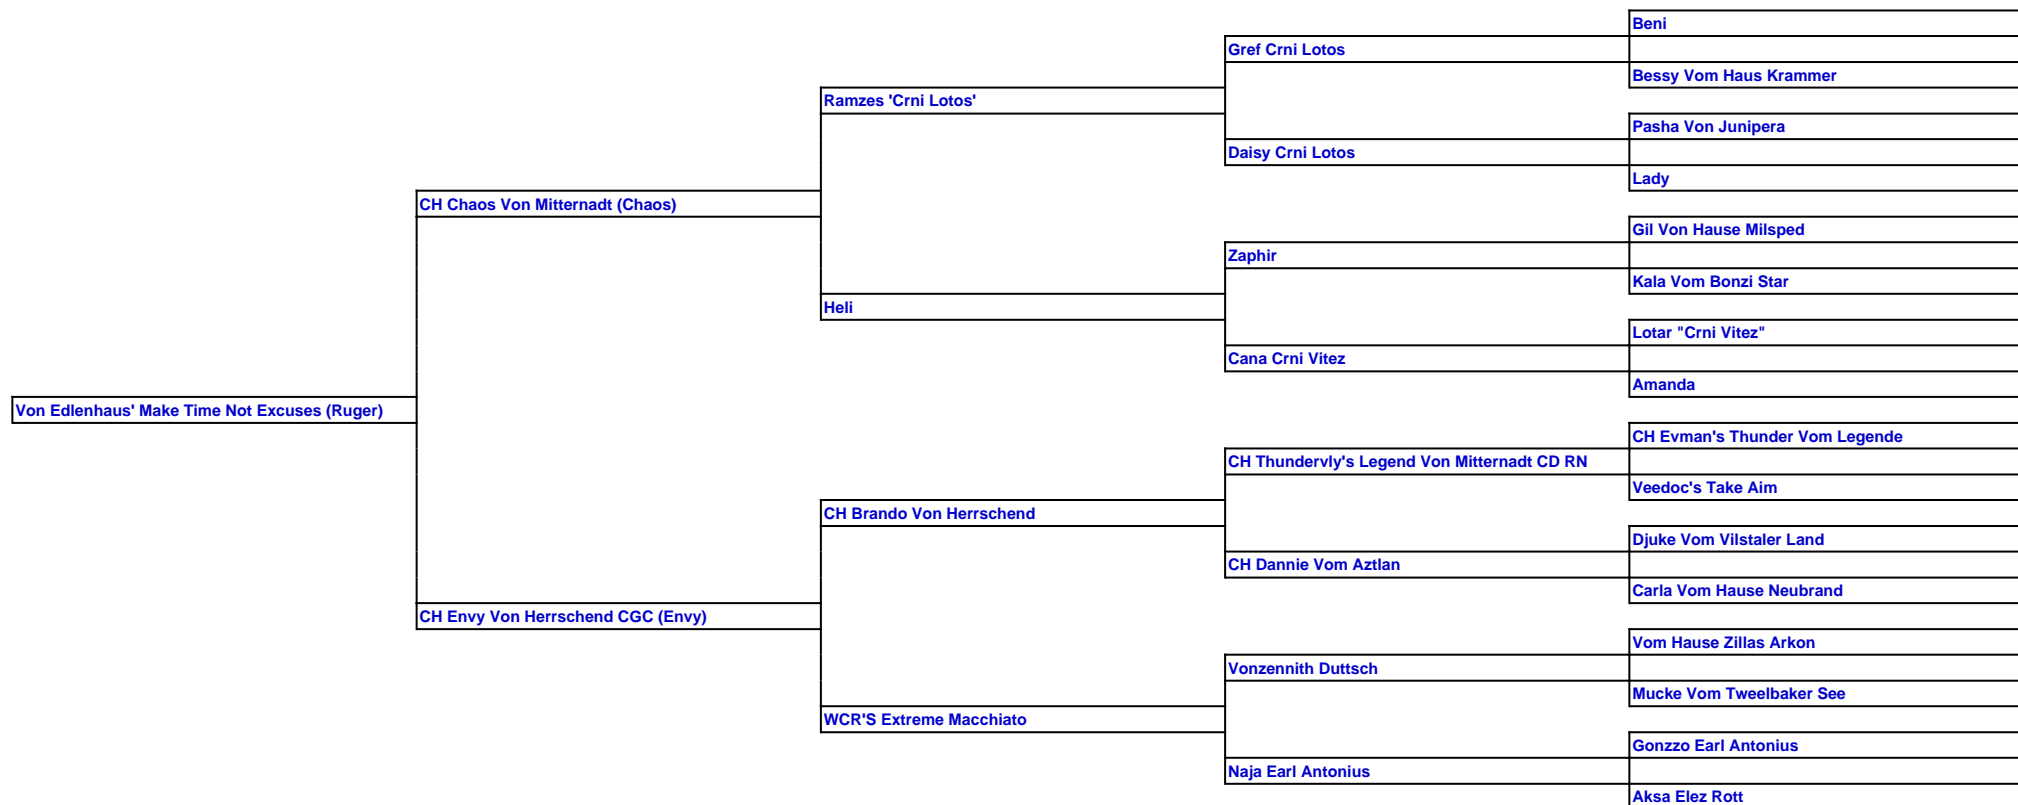 Beni
Gref Crni Lotos
Bessy Vom Haus Krammer
Ramzes 'Crni Lotos'
Pasha Von Junipera
Daisy Crni Lotos
Lady
CH Chaos Von Mitternadt (Chaos)
Gil Von Hause Milsped
Zaphir
Kala Vom Bonzi Star
Heli
Lotar "Crni Vitez"
Cana Crni Vitez
Amanda
Von Edlenhaus' Make Time Not Excuses (Ruger)
CH Evman's Thunder Vom Legende
CH Thundervly's Legend Von Mitternadt CD RN
Veedoc's Take Aim
CH Brando Von Herrschend
Djuke Vom Vilstaler Land
CH Dannie Vom Aztlan
Carla Vom Hause Neubrand
CH Envy Von Herrschend CGC (Envy)
Vom Hause Zillas Arkon
Vonzennith Duttsch
Mucke Vom Tweelbaker See
WCR'S Extreme Macchiato
Gonzzo Earl Antonius
Naja Earl Antonius
Aksa Elez Rott